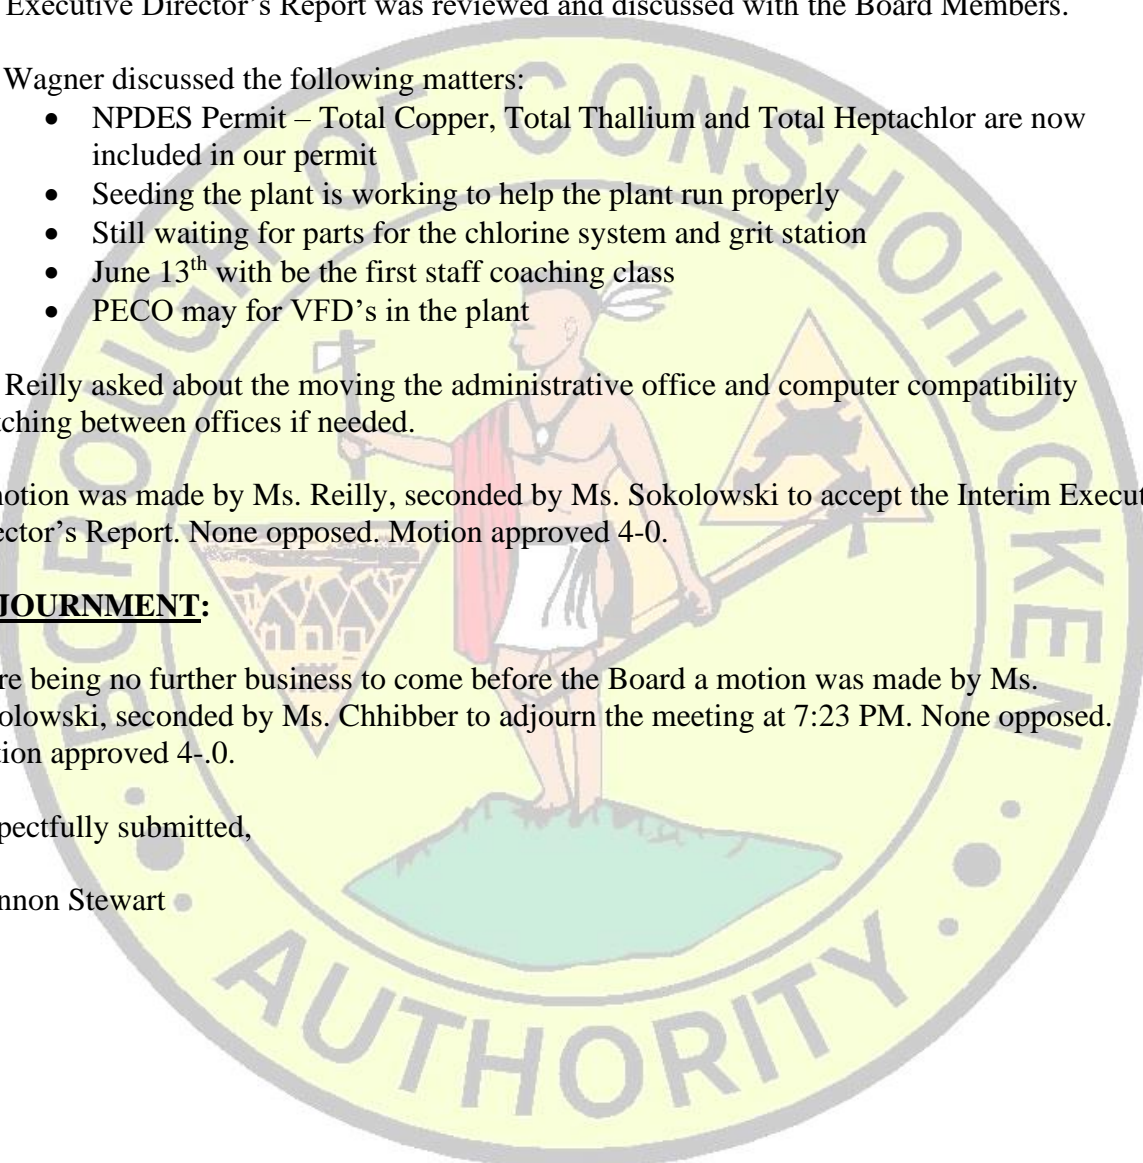 Executive Director's Report was reviewed and discussed with the Board Members.
Wagner discussed the following matters:
• NPDES Permit – Total Copper, Total Thallium and Total Heptachlor are now
included in our permit
• Seeding the plant is working to help the plant run properly
• Still waiting for parts for the chlorine system and grit station
• June 13th with be the first staff coaching class
• PECO may for VFD's in the plant
Reilly asked about the moving the administrative office and computer compatibility
tching between offices if needed.
otion was made by Ms. Reilly, seconded by Ms. Sokolowski to accept the Interim Execut
ector's Report. None opposed. Motion approved 4-0.
JOURNMENT:
re being no further business to come before the Board a motion was made by Ms.
olowski, seconded by Ms. Chhibber to adjourn the meeting at 7:23 PM. None opposed.
tion approved 4-.0.
pectfully submitted,
nnon Stewart
BOROUGH OF CONSHOHOCKEN
AUTHORITY